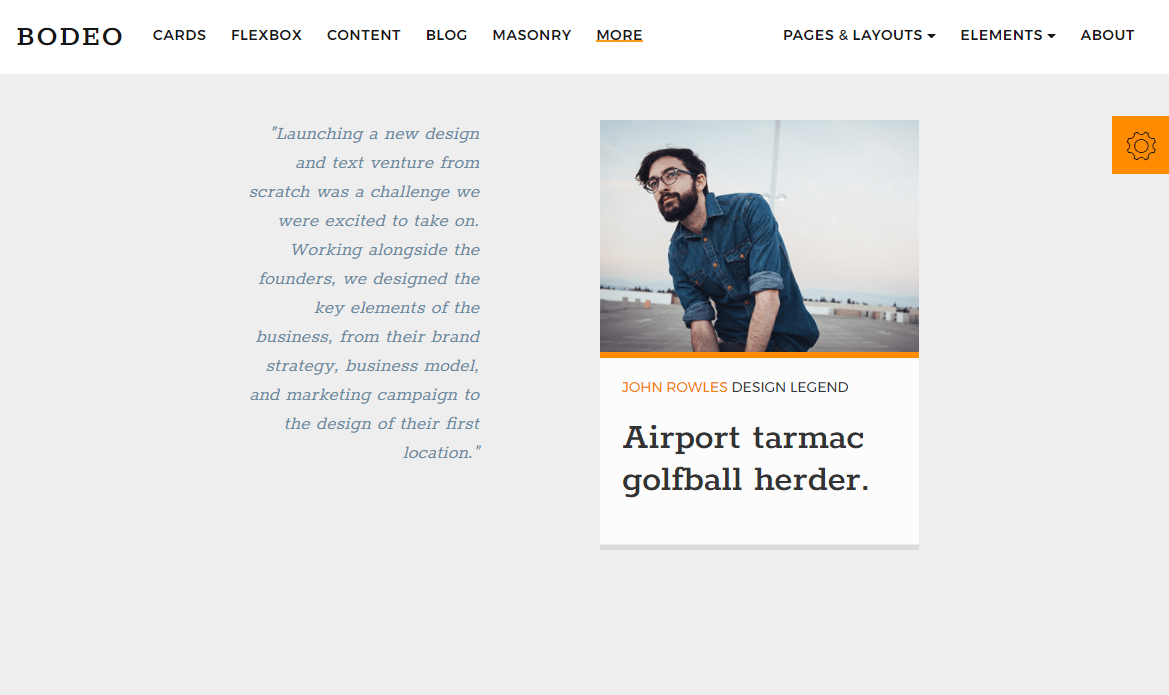 BODEO CARDS FLEXBOX CONTENT BLOG MASONRY MORE PAGES & LAYOUTS ELEMENTS ABOUT
"Launching a new design
and text venture from
scratch was a challenge we
were excited to take on.
Working alongside the
founders, we designed the
key elements of the
business, from their brand
strategy, business model,
and marketing campaign to
the design of their first
location."
JOHN ROWLES DESIGN LEGEND
Airport tarmac
golfball herder.